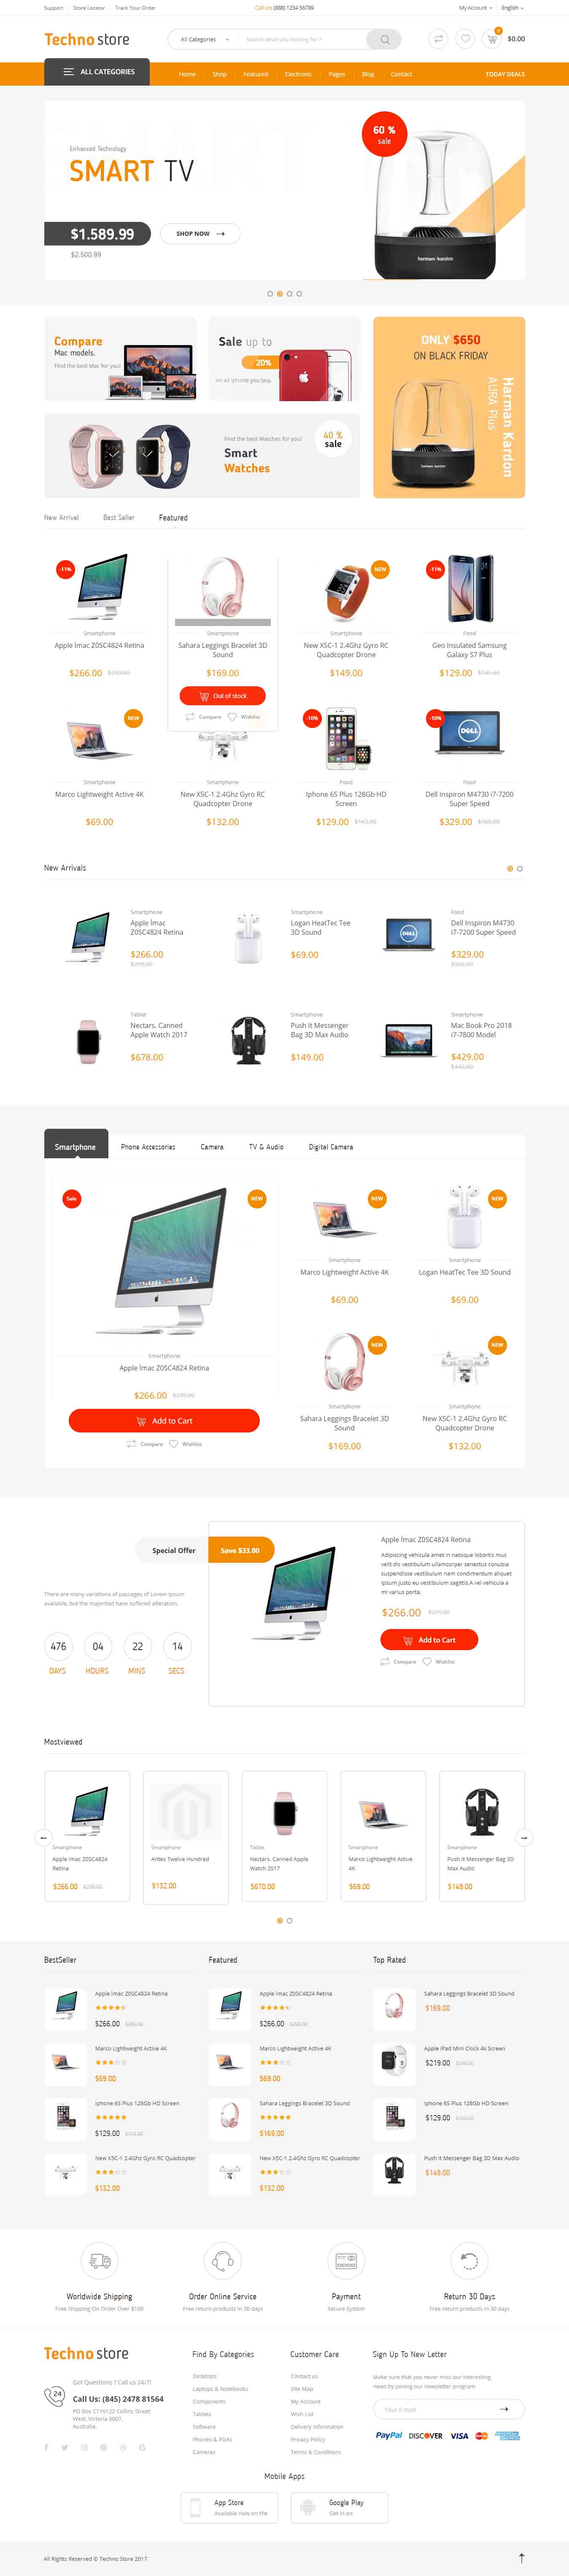 Support Store Locator Track Your Order Call Us: (888) 1234 56789 My Account English
Techno store All Categories Search what you looking for ? 0 $0.00
ALL CATEGORIES Home Shop Featured Electronic Pages Blog Contact TODAY DEALS
60 %
sale
Enhanced Technology
SMART TV
$1.589.99 SHOP NOW
$2.500.99
harman/kardon
Compare
Mac models.
Find the best Mac for you!
Sale up to
20%
on all iphone you buy.
ONLY $650
ON BLACK FRIDAY
Harman Kardon
AURA Plus
harman/kardon
Find the best Watches for you!
Smart
Watches
40 %
sale
New Arrival Best Seller Featured
-11% NEW -11%
Smartphone Smartphone Smartphone Food
Apple İmac Z0SC4824 Retina
$266.00 $299.00
Sahara Leggings Bracelet 3D
Sound
$169.00
Out of stock
Compare Wishlist
New X5C-1 2.4Ghz Gyro RC
Quadcopter Drone
$149.00
Geo Insulated Samsung
Galaxy S7 Plus
$129.00 $145.00
NEW -10% -10%
Smartphone Smartphone Food Food
Marco Lightweight Active 4K
$69.00
New X5C-1 2.4Ghz Gyro RC
Quadcopter Drone
$132.00
Iphone 6S Plus 128Gb HD
Screen
$129.00 $143.00
DELL
Dell Inspiron M4730 i7-7200
Super Speed
$329.00 $365.00
New Arrivals
Smartphone
Apple İmac
Z0SC4824 Retina
$266.00
$299.00
Smartphone
Logan HeatTec Tee
3D Sound
$69.00
DELL
Food
Dell Inspiron M4730
i7-7200 Super Speed
$329.00
$365.00
Tablet
Nectars. Canned
Apple Watch 2017
$678.00
Smartphone
Push It Messenger
Bag 3D Max Audio
$149.00
Smartphone
Mac Book Pro 2018
i7-7800 Model
$429.00
$445.00
Smartphone Phone Accessories Camera TV & Audio Digital Camera
Sale NEW
Smartphone
Apple İmac Z0SC4824 Retina
$266.00 $299.00
Add to Cart
Compare Wishlist
NEW
Smartphone
Marco Lightweight Active 4K
$69.00
NEW
Smartphone
Logan HeatTec Tee 3D Sound
$69.00
NEW
Smartphone
Sahara Leggings Bracelet 3D
Sound
$169.00
NEW
Smartphone
New X5C-1 2.4Ghz Gyro RC
Quadcopter Drone
$132.00
Special Offer Save $33.00
There are many variations of passages of Lorem Ipsum
available, but the majorited have suffered alteration.
476 04 22 14
DAYS HOURS MINS SECS
Apple İmac Z0SC4824 Retina
Adipiscing vehicula amet in natoque lobortis mus
velit dis vestibulum ullamcorper senectus conubia
suspendisse vestibulum nam condimentum aliquet
ipsum justo eu vestibulum sagittis.A vel vehicula a
mi varius porta.
$266.00 $299.00
Add to Cart
Compare Wishlist
Mostviewed
Smartphone
Apple İmac Z0SC4824
Retina
$266.00 $299.00
Smartphone
Antex Twelve Hundred
$132.00
Tablet
Nectars. Canned Apple
Watch 2017
$678.00
Smartphone
Marco Lightweight Active
4K
$69.00
Smartphone
Push It Messenger Bag 3D
Max Audio
$149.00
BestSeller Featured Top Rated
Apple İmac Z0SC4824 Retina
$266.00 $299.00
Apple İmac Z0SC4824 Retina
$266.00 $299.00
Sahara Leggings Bracelet 3D Sound
$169.00
Marco Lightweight Active 4K
$69.00
Marco Lightweight Active 4K
$69.00
Apple iPad Mini Clock 4k Screen
$219.00
Iphone 6S Plus 128Gb HD Screen
$129.00 $143.00
Sahara Leggings Bracelet 3D Sound
$169.00
Iphone 6S Plus 128Gb HD Screen
$129.00
New X5C-1 2.4Ghz Gyro RC Quadcopter
$132.00
New X5C-1 2.4Ghz Gyro RC Quadcopter
$132.00
Push It Messenger Bag 3D Max Audio
$149.00
Worldwide Shipping Order Online Service Payment Return 30 Days
Free Shipping On Order Over $100 Free return products in 30 days Secure System Free return products in 30 days
Techno store
24
Got Questions ? Call us 24/7!
Call Us: (845) 2478 81564
PO Box CT16122 Collins Street
West, Victoria 8007,
Australia.
Find By Categories
Desktops
Laptops & Notebooks
Components
Tablets
Software
Phones & PDAs
Cameras
Customer Care
Contact us
Site Map
My Account
Wish List
Delivery Information
Privacy Policy
Terms & Conditions
Sign Up To New Letter
Make sure that you never miss our interesting
news by joining our newsletter program
Your E-mail
PayPal DISCOVER VISA AMERICAN EXPRESS
Mobile Apps
App Store
Available now on the
Google Play
Get in on
All Rights Reserved © Techno Store 2017